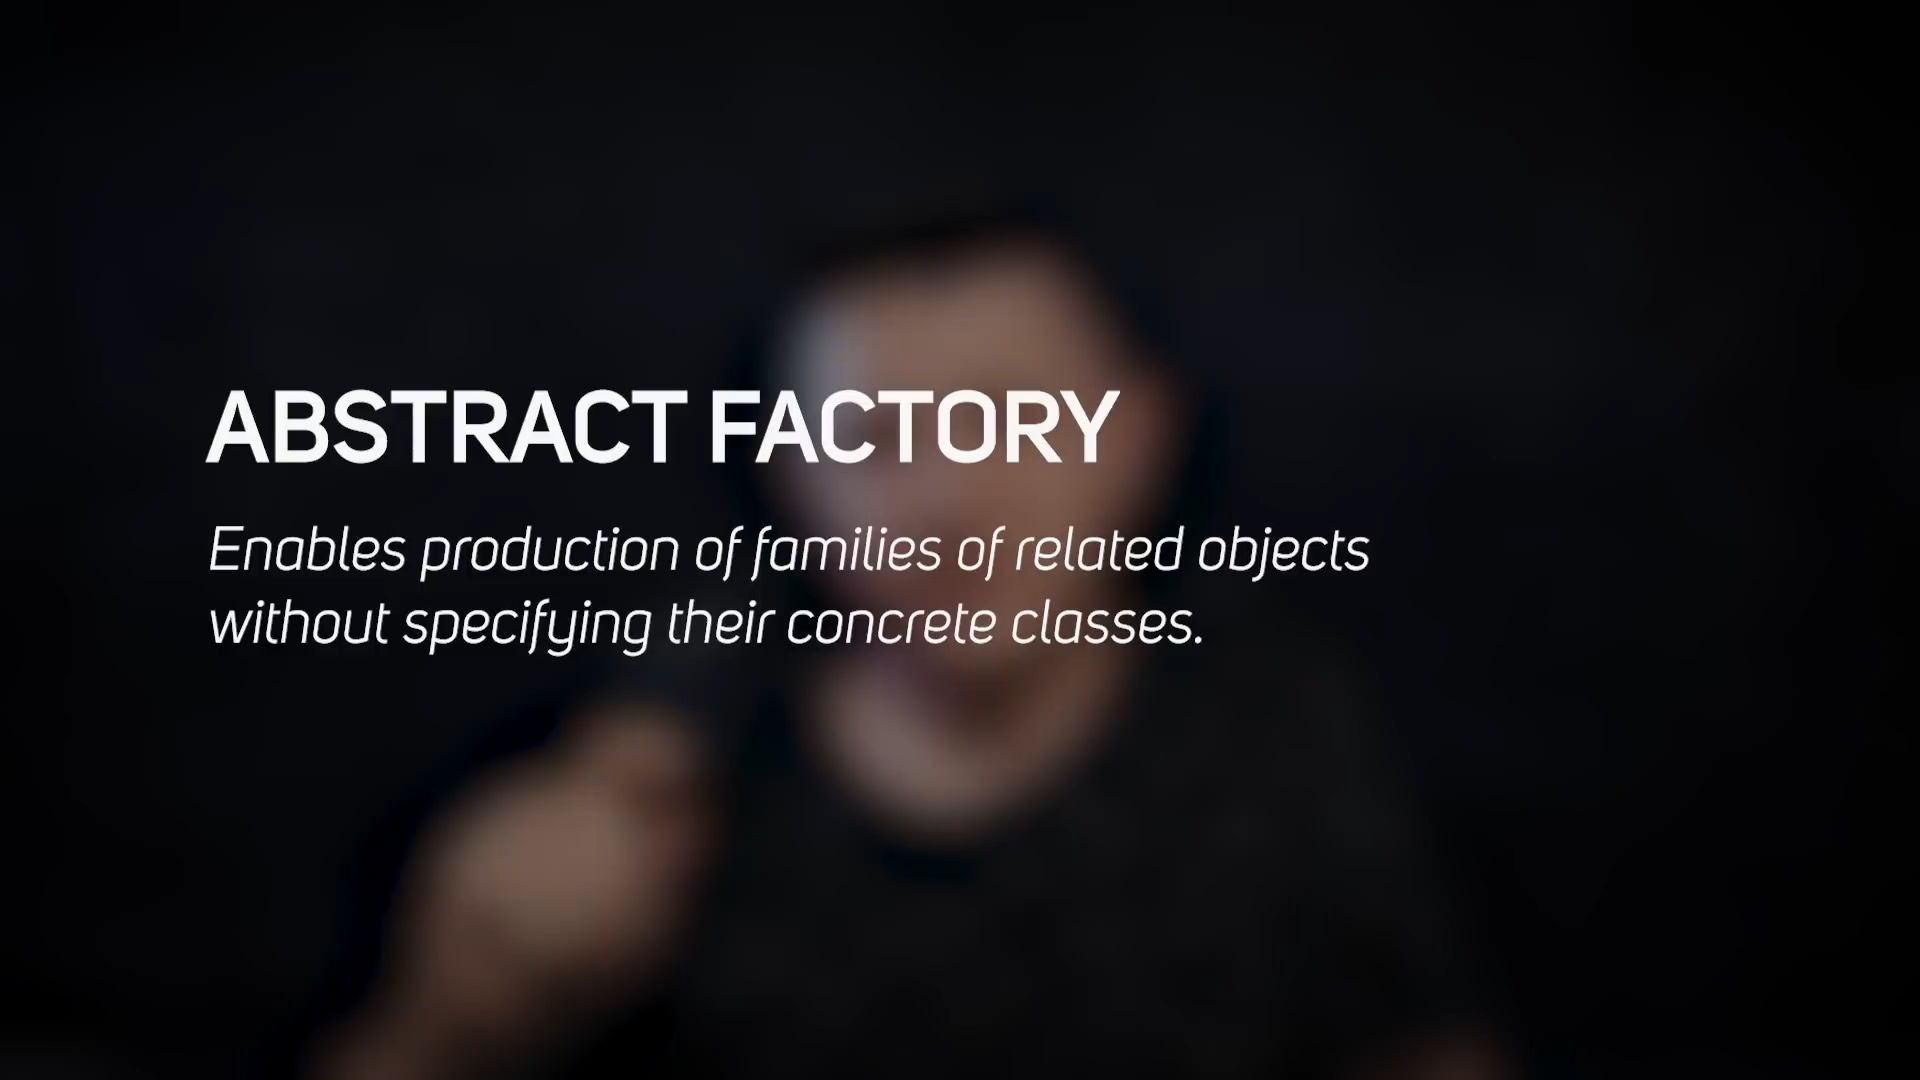 ABSTRACT FACTORY
Enables production of families of related objects
without specifying their concrete classes.